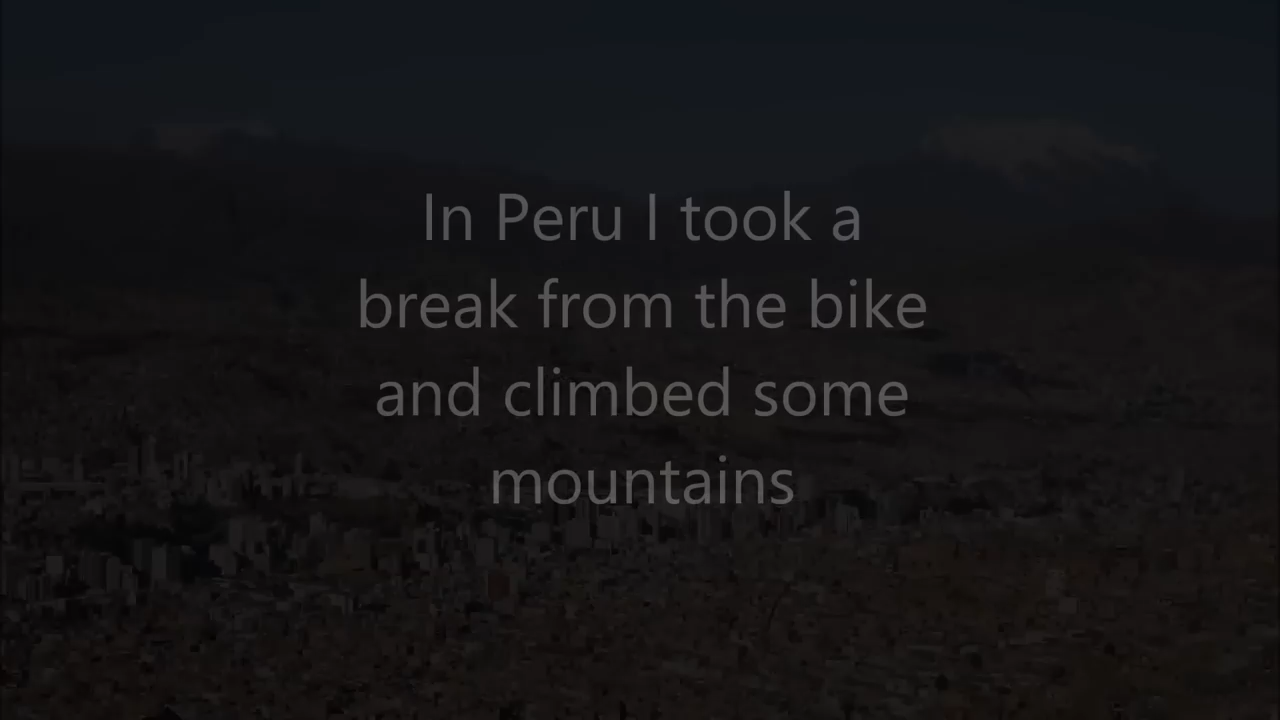 In Peru I took a
break from the bike
and climbed some
mountains